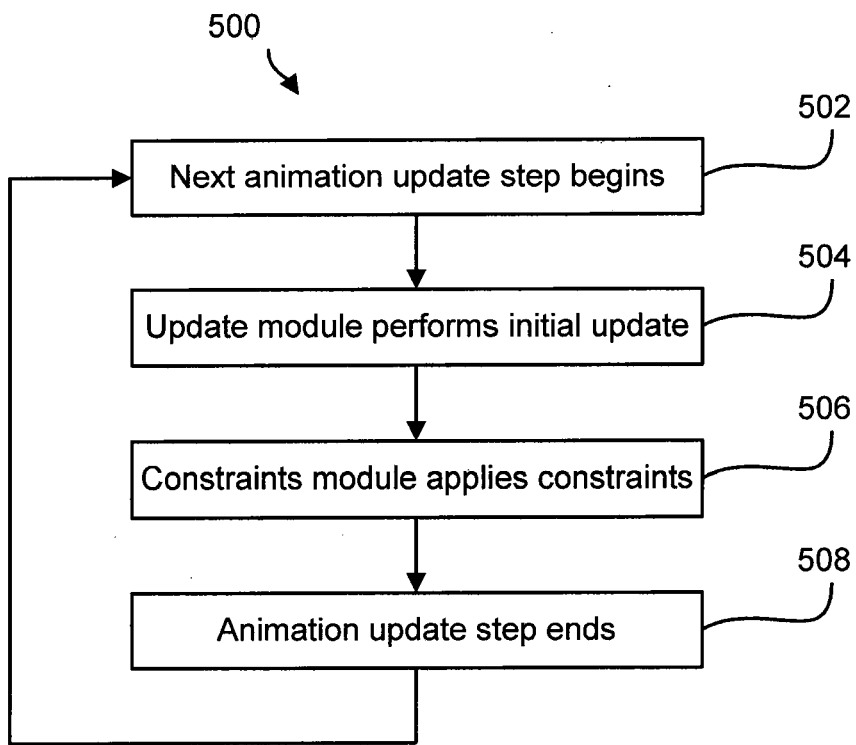 500
502
Next animation update step begins
504
Update module performs initial update
506
Constraints module applies constraints
508
Animation update step ends